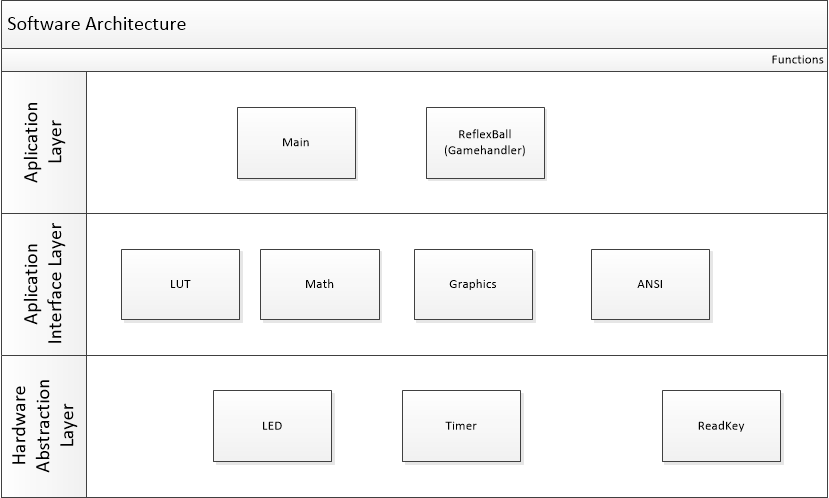 Software Architecture
Functions
Aplication
Layer
Main
ReflexBall
(Gamehandler)
Aplication
Interface Layer
LUT
Math
Graphics
ANSI
Hardware
Abstraction
Layer
LED
Timer
ReadKey